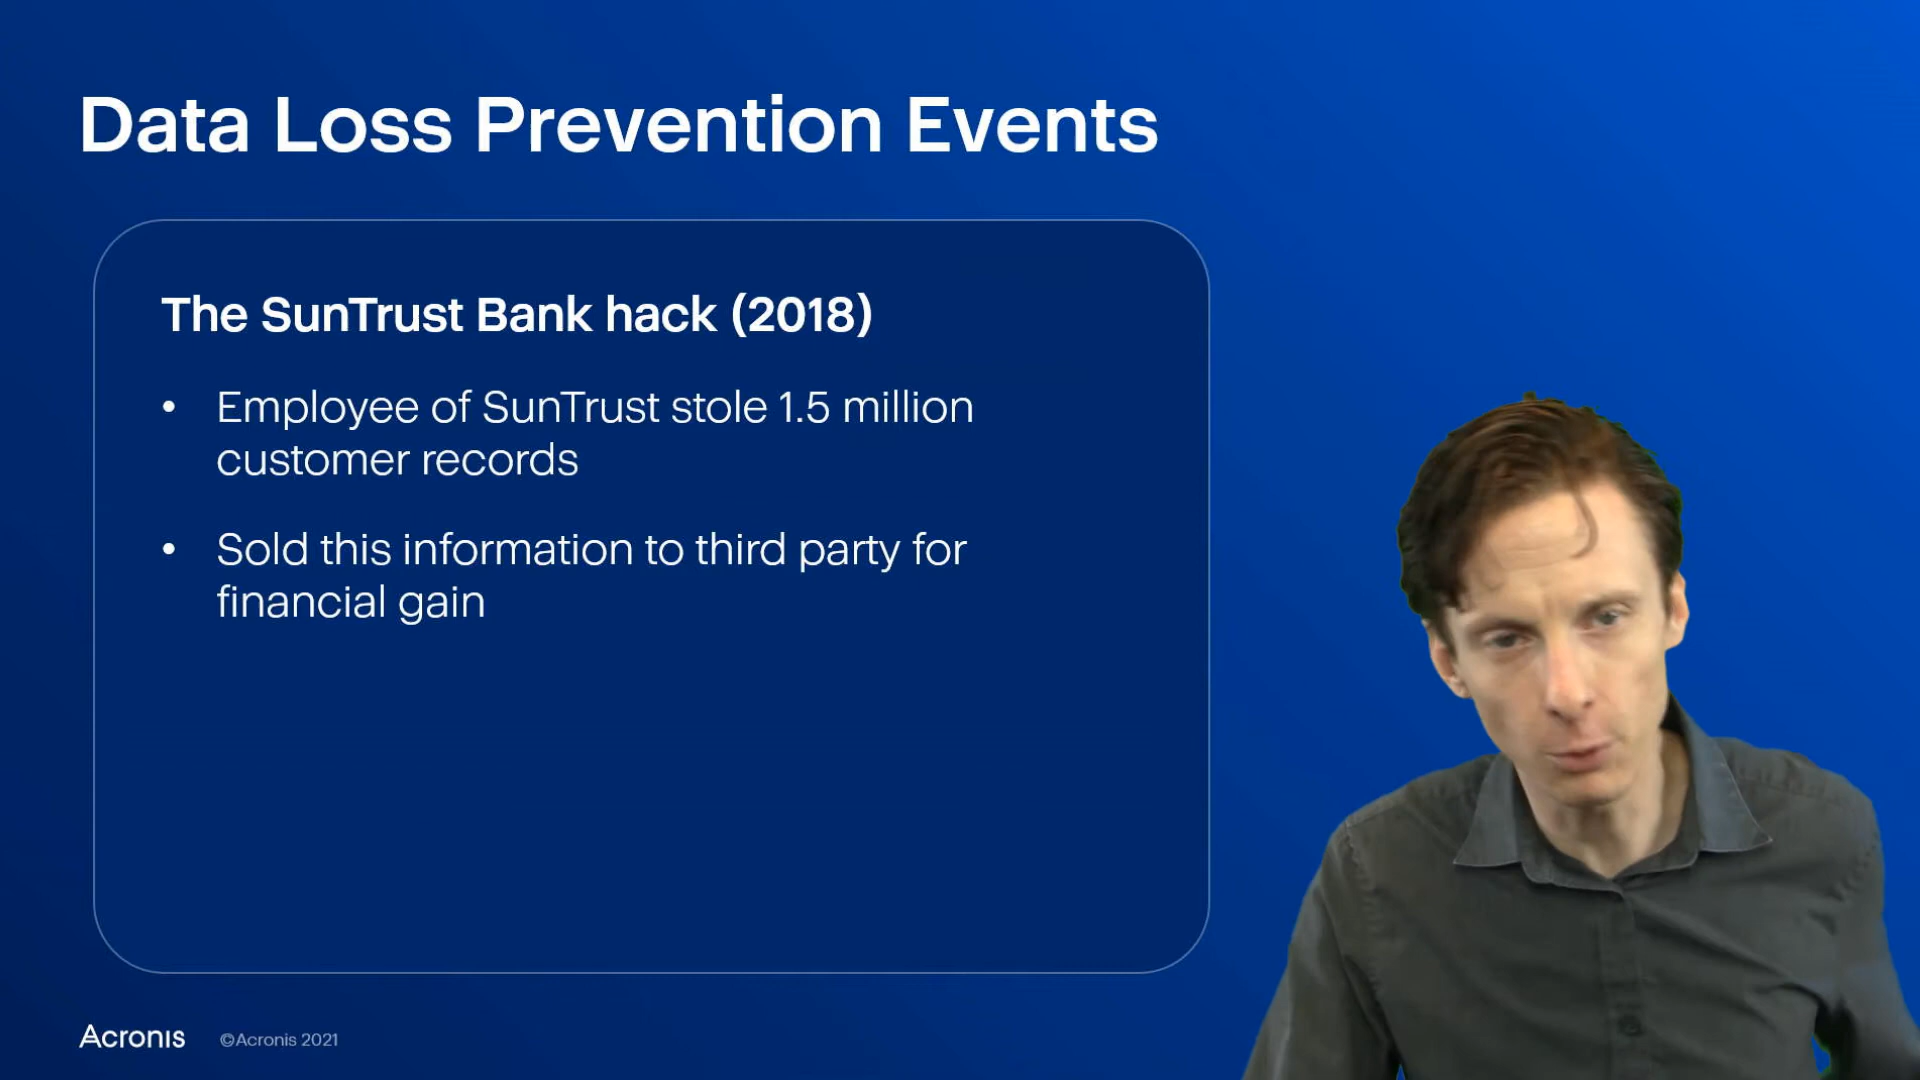 Data Loss Prevention Events
The SunTrust Bank hack (2018)
• Employee of SunTrust stole 1.5 million
customer records
• Sold this information to third party for
financial gain
Acronis ©Acronis 2021